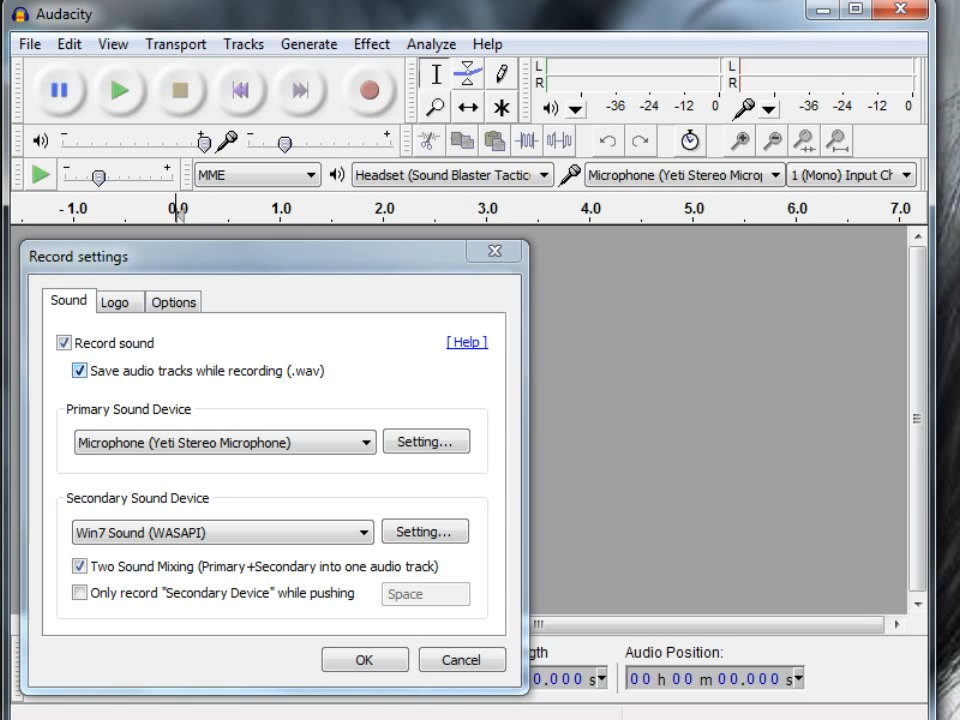 Audacity
File Edit View Transport Tracks Generate Effect Analyze Help
L
R
-36 -24 -12 0
L
R
-36 -24 -12 0
MME
Headset (Sound Blaster Tactic
Microphone (Yeti Stereo Microp
1 (Mono) Input Ch
-1.0 0.0 1.0 2.0 3.0 4.0 5.0 6.0 7.0
Record settings
Sound Logo Options
Record sound [ Help ]
Save audio tracks while recording (.wav)
Primary Sound Device
Microphone (Yeti Stereo Microphone) Setting...
Secondary Sound Device
Win7 Sound (WASAPI) Setting...
Two Sound Mixing (Primary+Secondary into one audio track)
Only record "Secondary Device" while pushing Space
OK Cancel
gth Audio Position:
0.000 s 00 h 00 m 00.000 s